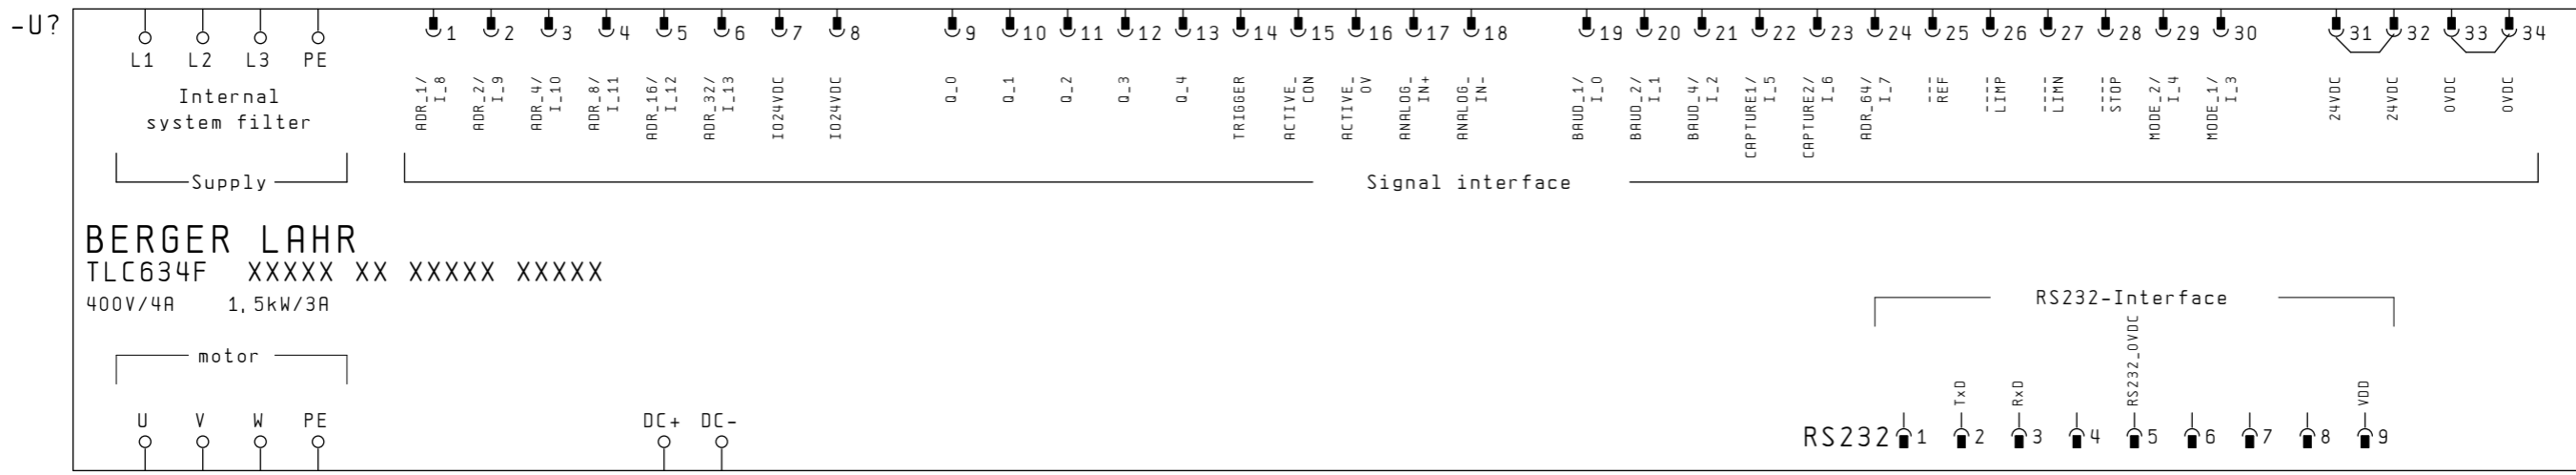 -U?
1 2 3 4 5 6 7 8 9 10 11 12 13 14 15 16 17 18 19 20 21 22 23 24 25 26 27 28 29 30 31 32 33 34
L1 L2 L3 PE
Internal
system filter
Supply
ADR_1/
I_8
ADR_2/
I_9
ADR_4/
I_10
ADR_8/
I_11
ADR_16/
I_12
ADR_32/
I_13
IO24VDC
IO24VDC
Q_0
Q_1
Q_2
Q_3
Q_4
TRIGGER
ACTIVE_
CON
ACTIVE_
0V
ANALOG_
IN+
ANALOG_
IN-
BAUD_1/
I_0
BAUD_2/
I_1
BAUD_4/
I_2
CAPTURE1/
I_5
CAPTURE2/
I_6
ADR_64/
I_7
---
REF
----
LIMP
----
LIMN
----
STOP
MODE_2/
I_4
MODE_1/
I_3
24VDC
24VDC
0VDC
0VDC
Signal interface
BERGER LAHR
TLC634F XXXXX XX XXXXX XXXXX
400V/4A 1,5kW/3A
motor
U V W PE
DC+ DC-
RS232-Interface
TxD
RxD
RS232_0VDC
VDD
RS232 1 2 3 4 5 6 7 8 9